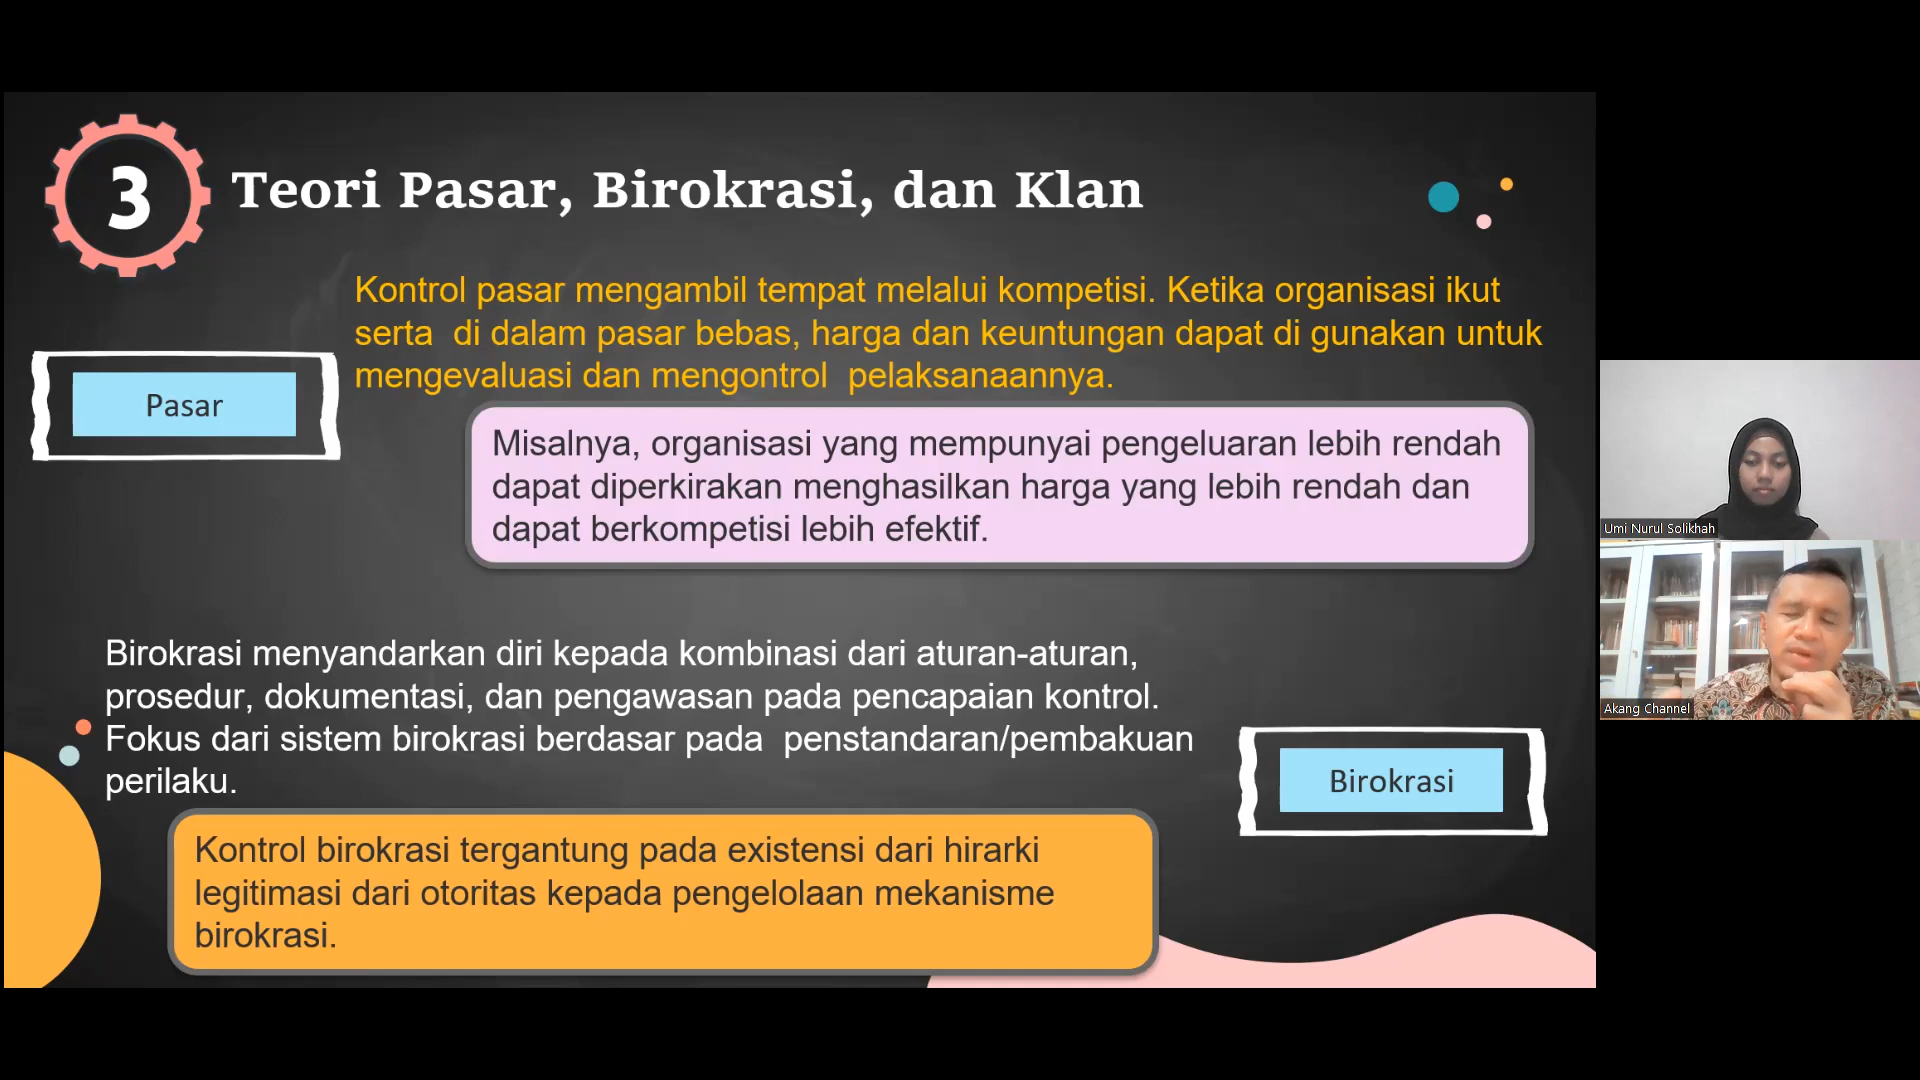 3
Teori Pasar, Birokrasi, dan Klan
Kontrol pasar mengambil tempat melalui kompetisi. Ketika organisasi ikut
serta  di dalam pasar bebas, harga dan keuntungan dapat di gunakan untuk
mengevaluasi dan mengontrol  pelaksanaannya.
Pasar
Misalnya, organisasi yang mempunyai pengeluaran lebih rendah
dapat diperkirakan menghasilkan harga yang lebih rendah dan
dapat berkompetisi lebih efektif.
Birokrasi menyandarkan diri kepada kombinasi dari aturan-aturan,
prosedur, dokumentasi, dan pengawasan pada pencapaian kontrol.
Fokus dari sistem birokrasi berdasar pada  penstandaran/pembakuan
perilaku.
Birokrasi
Kontrol birokrasi tergantung pada existensi dari hirarki
legitimasi dari otoritas kepada pengelolaan mekanisme
birokrasi.
Umi Nurul Solikhah
Akang Channel